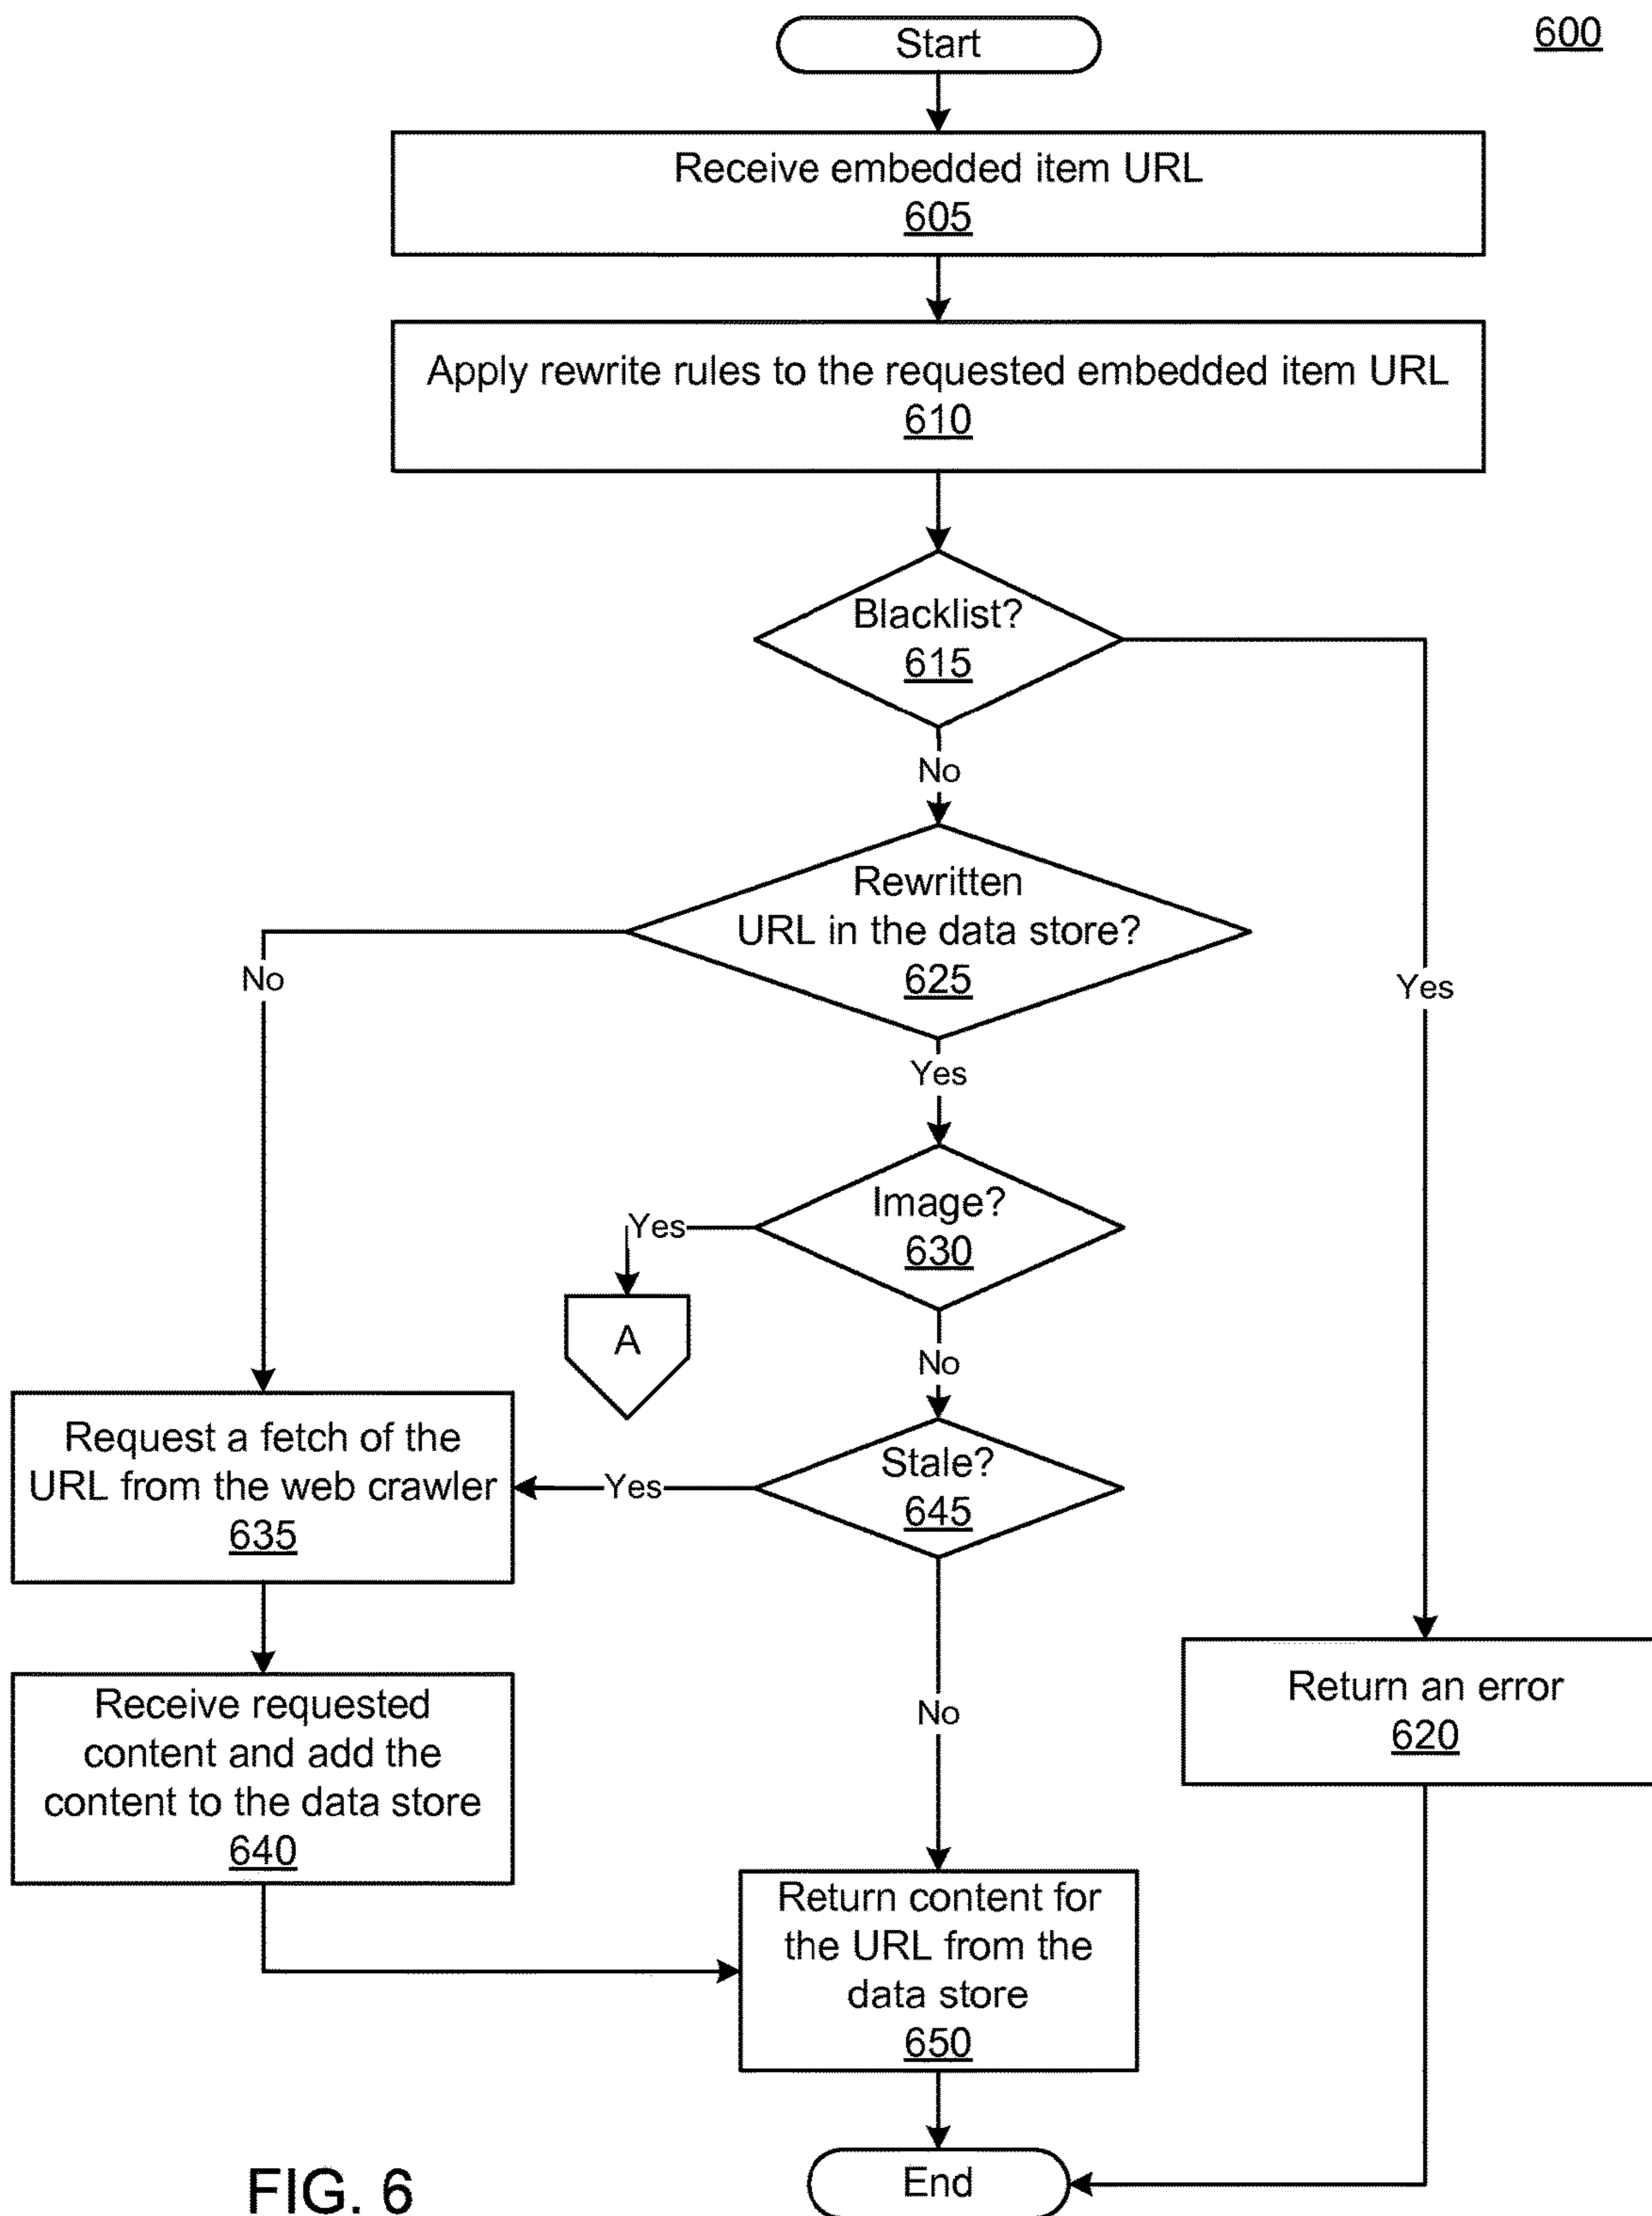 600
Start
Receive embedded item URL
605
Apply rewrite rules to the requested embedded item URL
610
Blacklist?
615
No
Rewritten
URL in the data store?
625
No
Yes
Yes
Image?
630
Yes
A
No
Request a fetch of the
URL from the web crawler
635
Yes
Stale?
645
Receive requested
content and add the
content to the data store
640
No
Return an error
620
Return content for
the URL from the
data store
650
End
FIG. 6